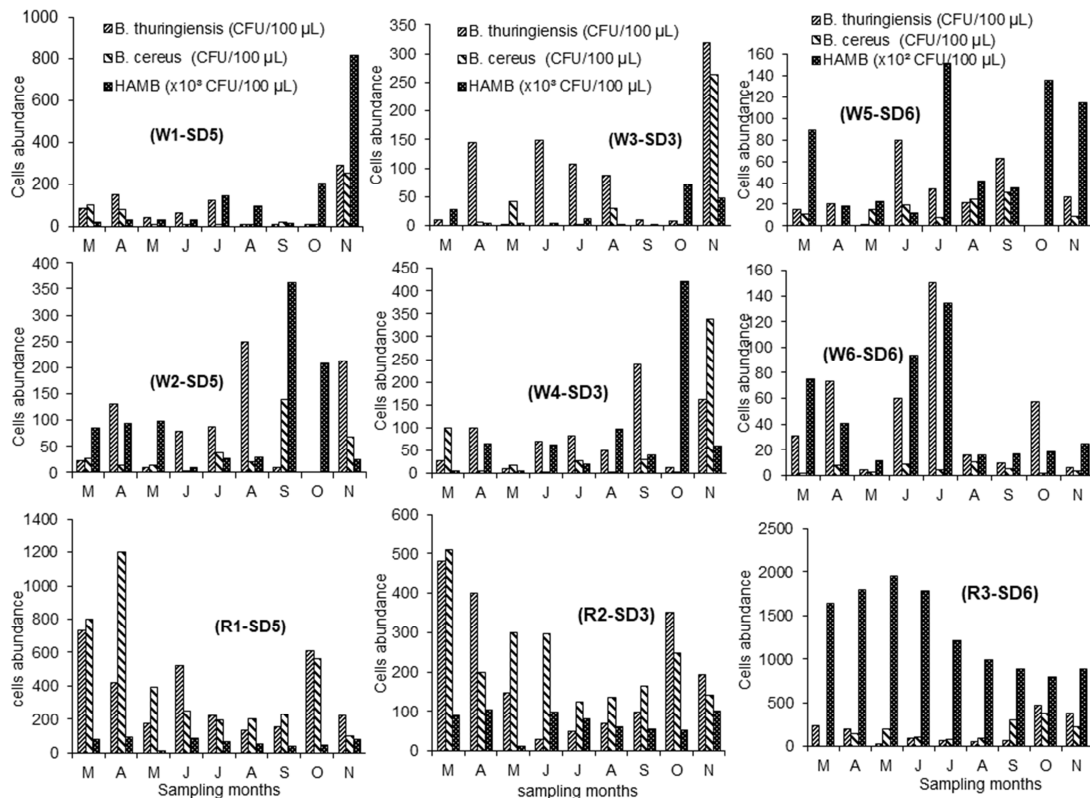 Cells abundance
1000
800
600
400
200
0
B. thuringiensis (CFU/100 µL)
B. cereus (CFU/100 µL)
HAMB (x10³ CFU/100 µL)
(W1-SD5)
M A M J J A S O N
Cells abundance
350
300
250
200
150
100
50
0
B. thuringiensis (CFU/100 µL)
B. cereus (CFU/100 µL)
HAMB (x10³ CFU/100 µL)
(W3-SD3)
M A M J J A S O N
Cells abundance
160
140
120
100
80
60
40
20
0
B. thuringiensis (CFU/100 µL)
B. cereus (CFU/100 µL)
HAMB (x10² CFU/100 µL)
(W5-SD6)
M A M J J A S O N
Cells abundance
400
350
300
250
200
150
100
50
0
(W2-SD5)
M A M J J A S O N
Cells abundance
450
400
350
300
250
200
150
100
50
0
(W4-SD3)
M A M J J A S O N
Cells abundance
160
140
120
100
80
60
40
20
0
(W6-SD6)
M A M J J A S O N
cells abundance
1400
1200
1000
800
600
400
200
0
(R1-SD5)
M A M J J A S O N
Sampling months
Cells abundance
600
500
400
300
200
100
0
(R2-SD3)
M A M J J A S O N
sampling months
Cells abundance
2500
2000
1500
1000
500
0
(R3-SD6)
M A M J J A S O N
Sampling months